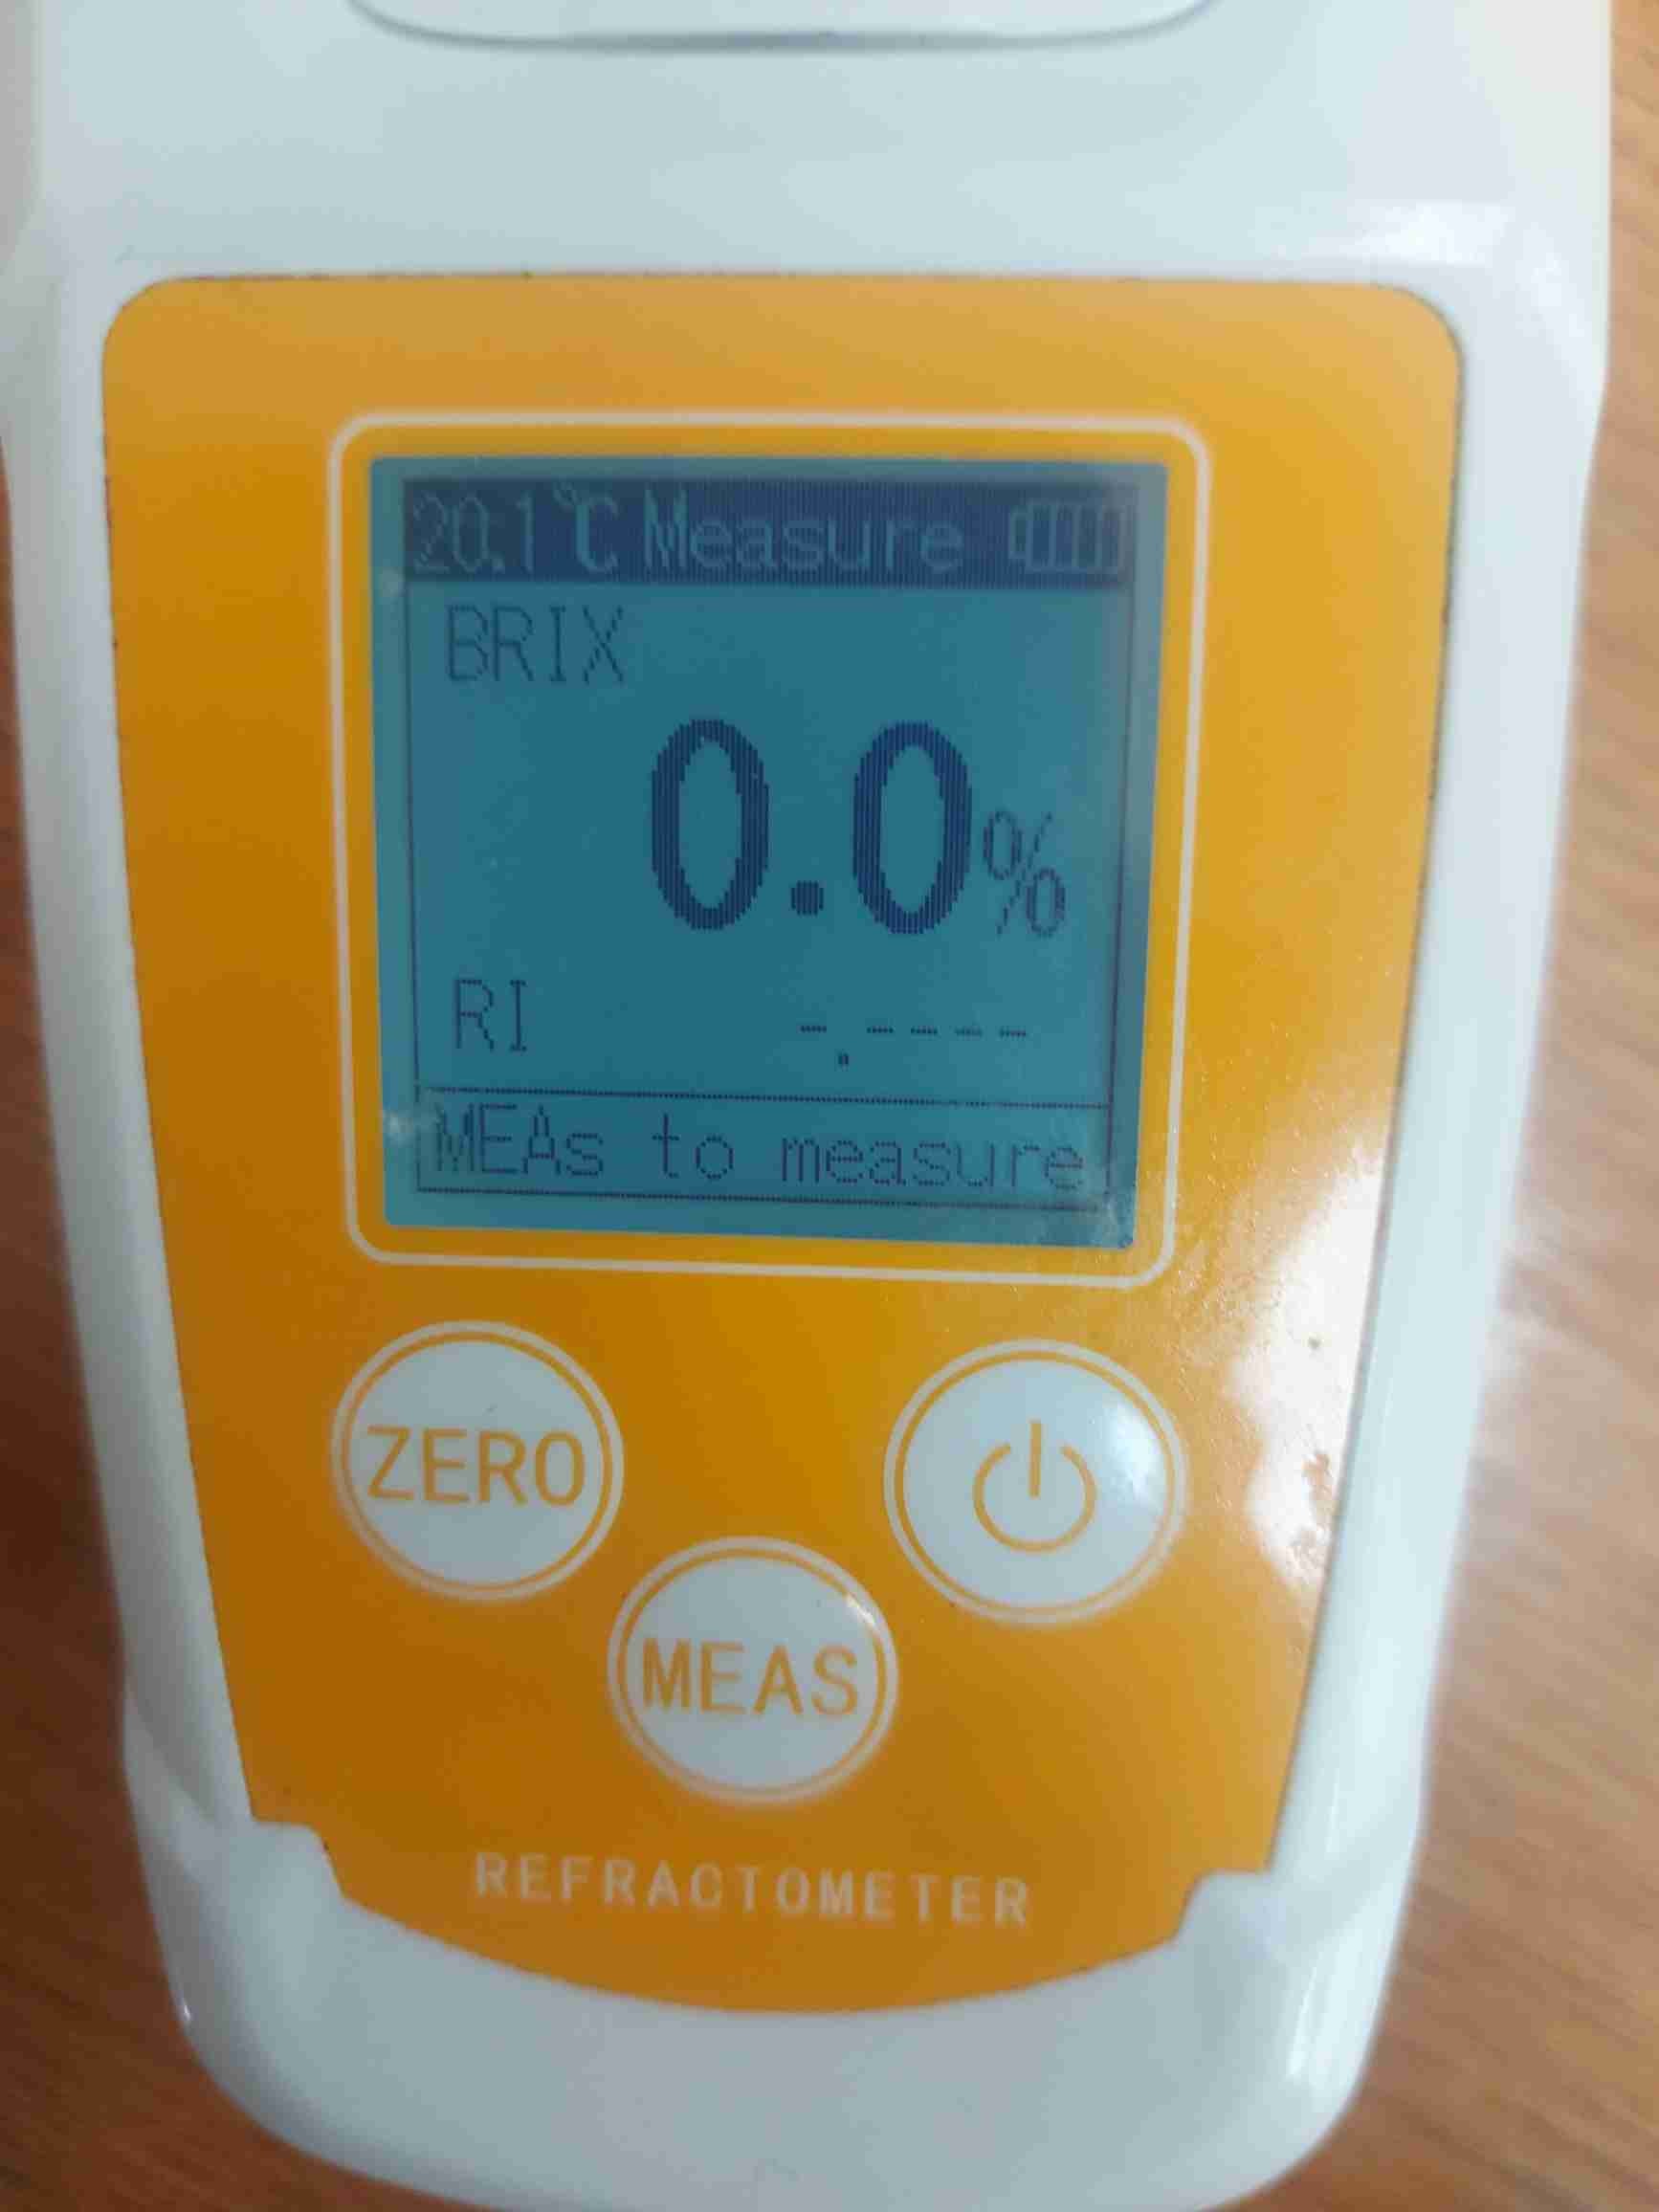 20.1℃ Measure
BRIX
0.0%
RI -.----
MEAs to measure
ZERO
MEAS
REFRACTOMETER